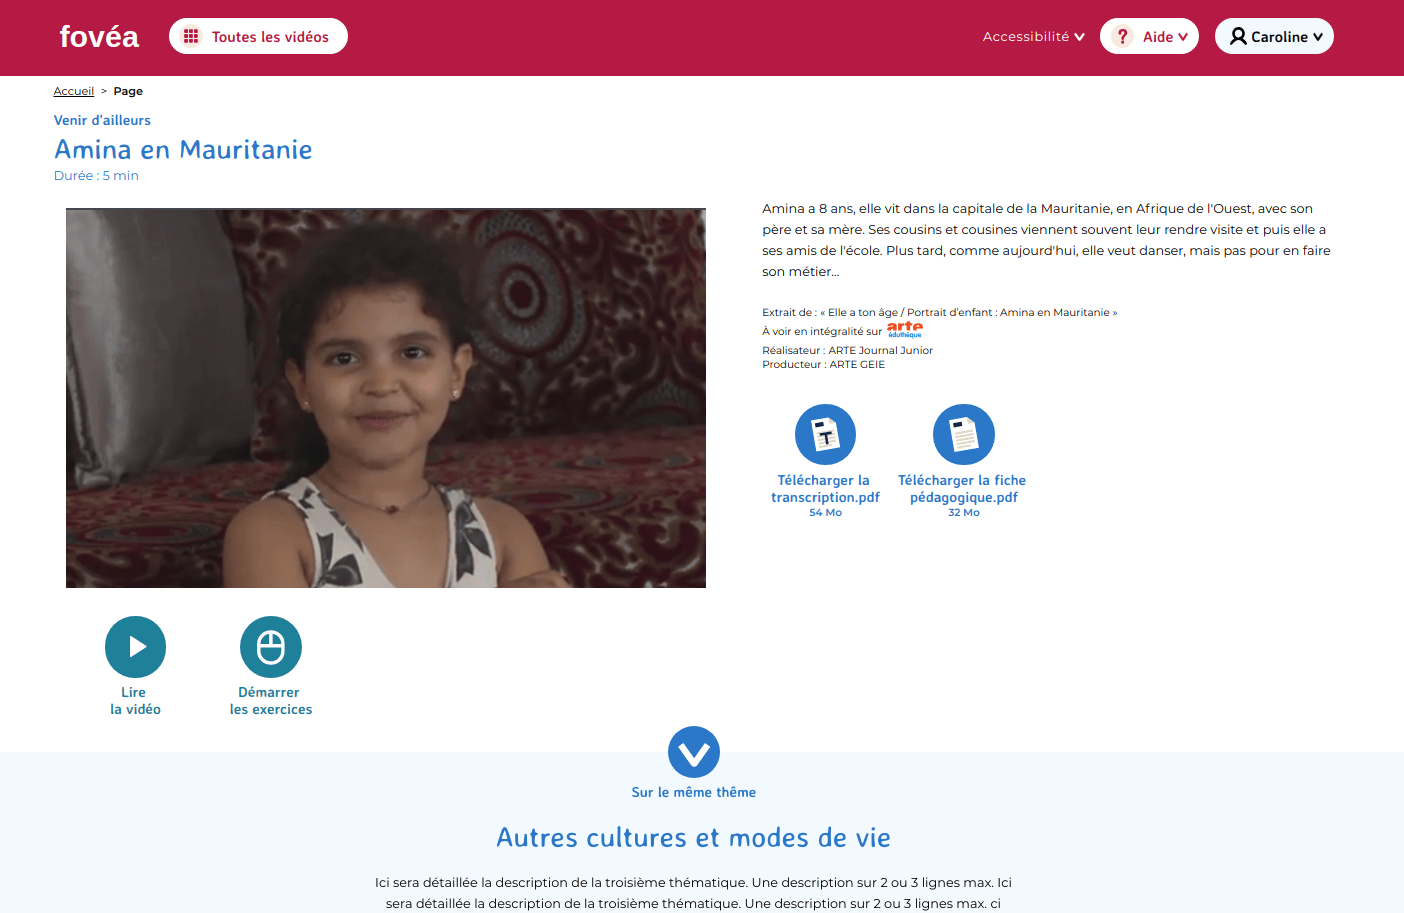 fovéa
Toutes les vidéos
Accessibilité
? Aide
Caroline
Accueil > Page
Venir d'ailleurs
Amina en Mauritanie
Durée : 5 min
Amina a 8 ans, elle vit dans la capitale de la Mauritanie, en Afrique de l'Ouest, avec son
père et sa mère. Ses cousins et cousines viennent souvent leur rendre visite et puis elle a
ses amis de l'école. Plus tard, comme aujourd'hui, elle veut danser, mais pas pour en faire
son métier...
Extrait de : « Elle a ton âge / Portrait d'enfant : Amina en Mauritanie »
À voir en intégralité sur arte éduthèque
Réalisateur : ARTE Journal Junior
Producteur : ARTE GEIE
T
Télécharger la
transcription.pdf
54 Mo
Télécharger la fiche
pédagogique.pdf
32 Mo
Lire
la vidéo
Démarrer
les exercices
Sur le même thême
Autres cultures et modes de vie
Ici sera détaillée la description de la troisième thématique. Une description sur 2 ou 3 lignes max. Ici
sera détaillée la description de la troisième thématique. Une description sur 2 ou 3 lignes max. ci